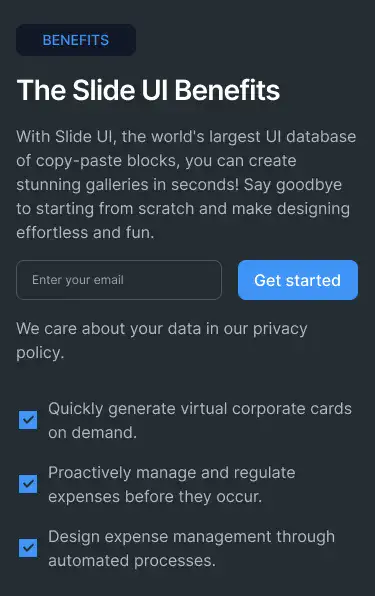 BENEFITS
The Slide UI Benefits
With Slide UI, the world's largest UI database
of copy-paste blocks, you can create
stunning galleries in seconds! Say goodbye
to starting from scratch and make designing
effortless and fun.
Enter your email
Get started
We care about your data in our privacy
policy.
Quickly generate virtual corporate cards
on demand.
Proactively manage and regulate
expenses before they occur.
Design expense management through
automated processes.